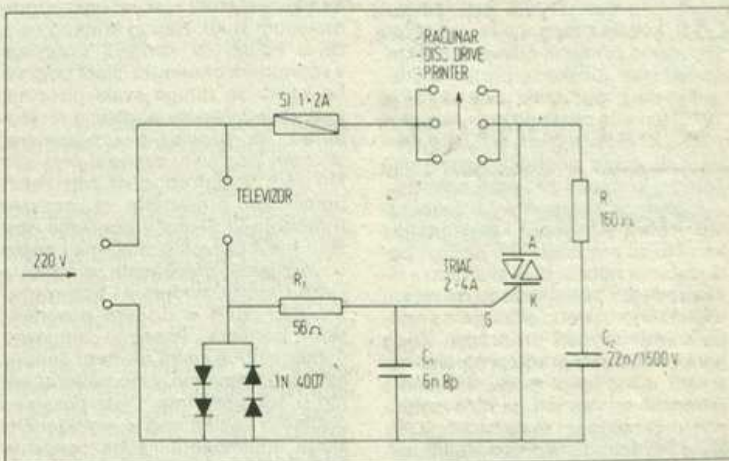 RAČUNAR
DISC DRIVE
PRINTER
SI 1·2A
TELEVIZOR
220 V
R
160Ω
A
TRIAC
2-4A
K
R₁
56Ω
G
C₁
6n8p
C₂
22n/1500 V
1N 4007